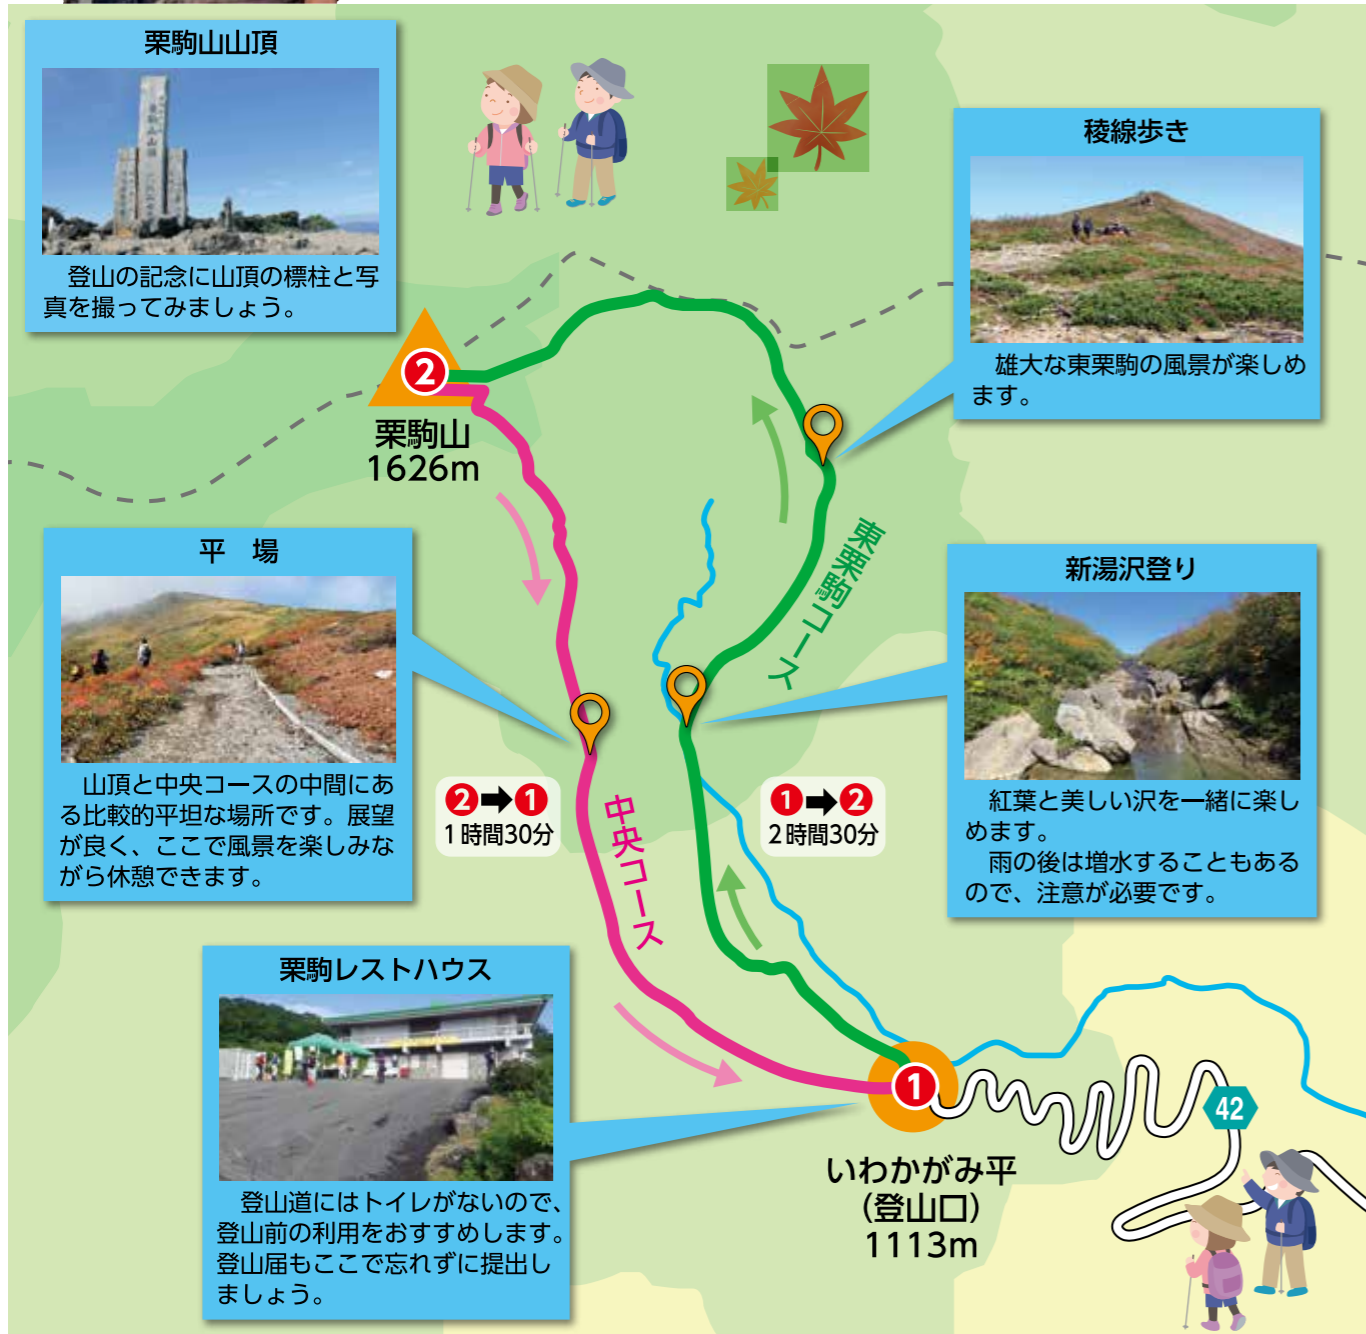 栗駒山山頂
登山の記念に山頂の標柱と写
真を撮ってみましょう。
稜線歩き
雄大な東栗駒の風景が楽しめ
ます。
2
栗駒山
1626m
東栗駒コース
平　場
山頂と中央コースの中間にあ
る比較的平坦な場所です。展望
が良く、ここで風景を楽しみな
がら休憩できます。
新湯沢登り
紅葉と美しい沢を一緒に楽し
めます。
雨の後は増水することもある
ので、注意が必要です。
2➡1
1時間30分
中央コース
1➡2
2時間30分
栗駒レストハウス
登山道にはトイレがないので、
登山前の利用をおすすめします。
登山届もここで忘れずに提出し
ましょう。
1
いわかがみ平
（登山口）
1113m
42